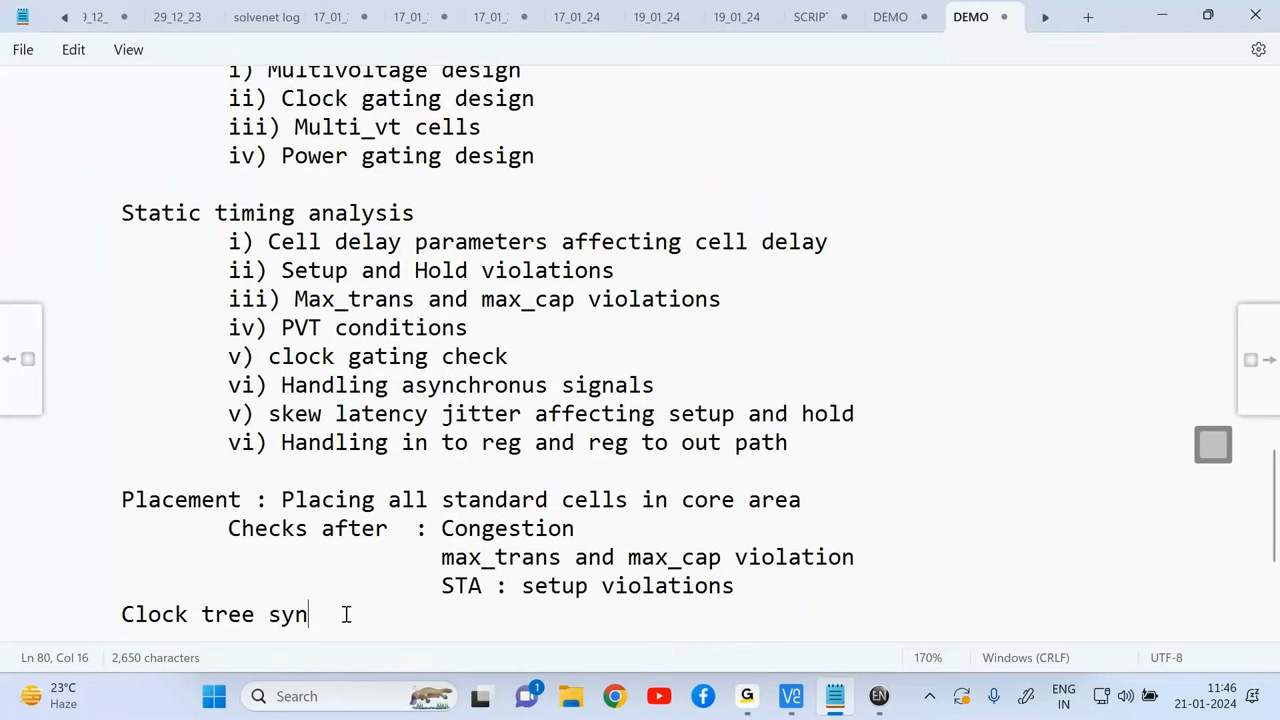 9_12_
29_12_23
solvenet log
17_01_
17_01_
17_01_
17_01_24
19_01_24
19_01_24
SCRIP
DEMO
DEMO
File Edit View
i) Multivoltage design
ii) Clock gating design
iii) Multi_vt cells
iv) Power gating design
Static timing analysis
i) Cell delay parameters affecting cell delay
ii) Setup and Hold violations
iii) Max_trans and max_cap violations
iv) PVT conditions
v) clock gating check
vi) Handling asynchronus signals
v) skew latency jitter affecting setup and hold
vi) Handling in to reg and reg to out path
Placement : Placing all standard cells in core area
Checks after : Congestion
max_trans and max_cap violation
STA : setup violations
Clock tree syn
Ln 80, Col 16 2,650 characters 170% Windows (CRLF) UTF-8
23°C
Haze
Search
1
ENG
IN
11:46
21-01-2024